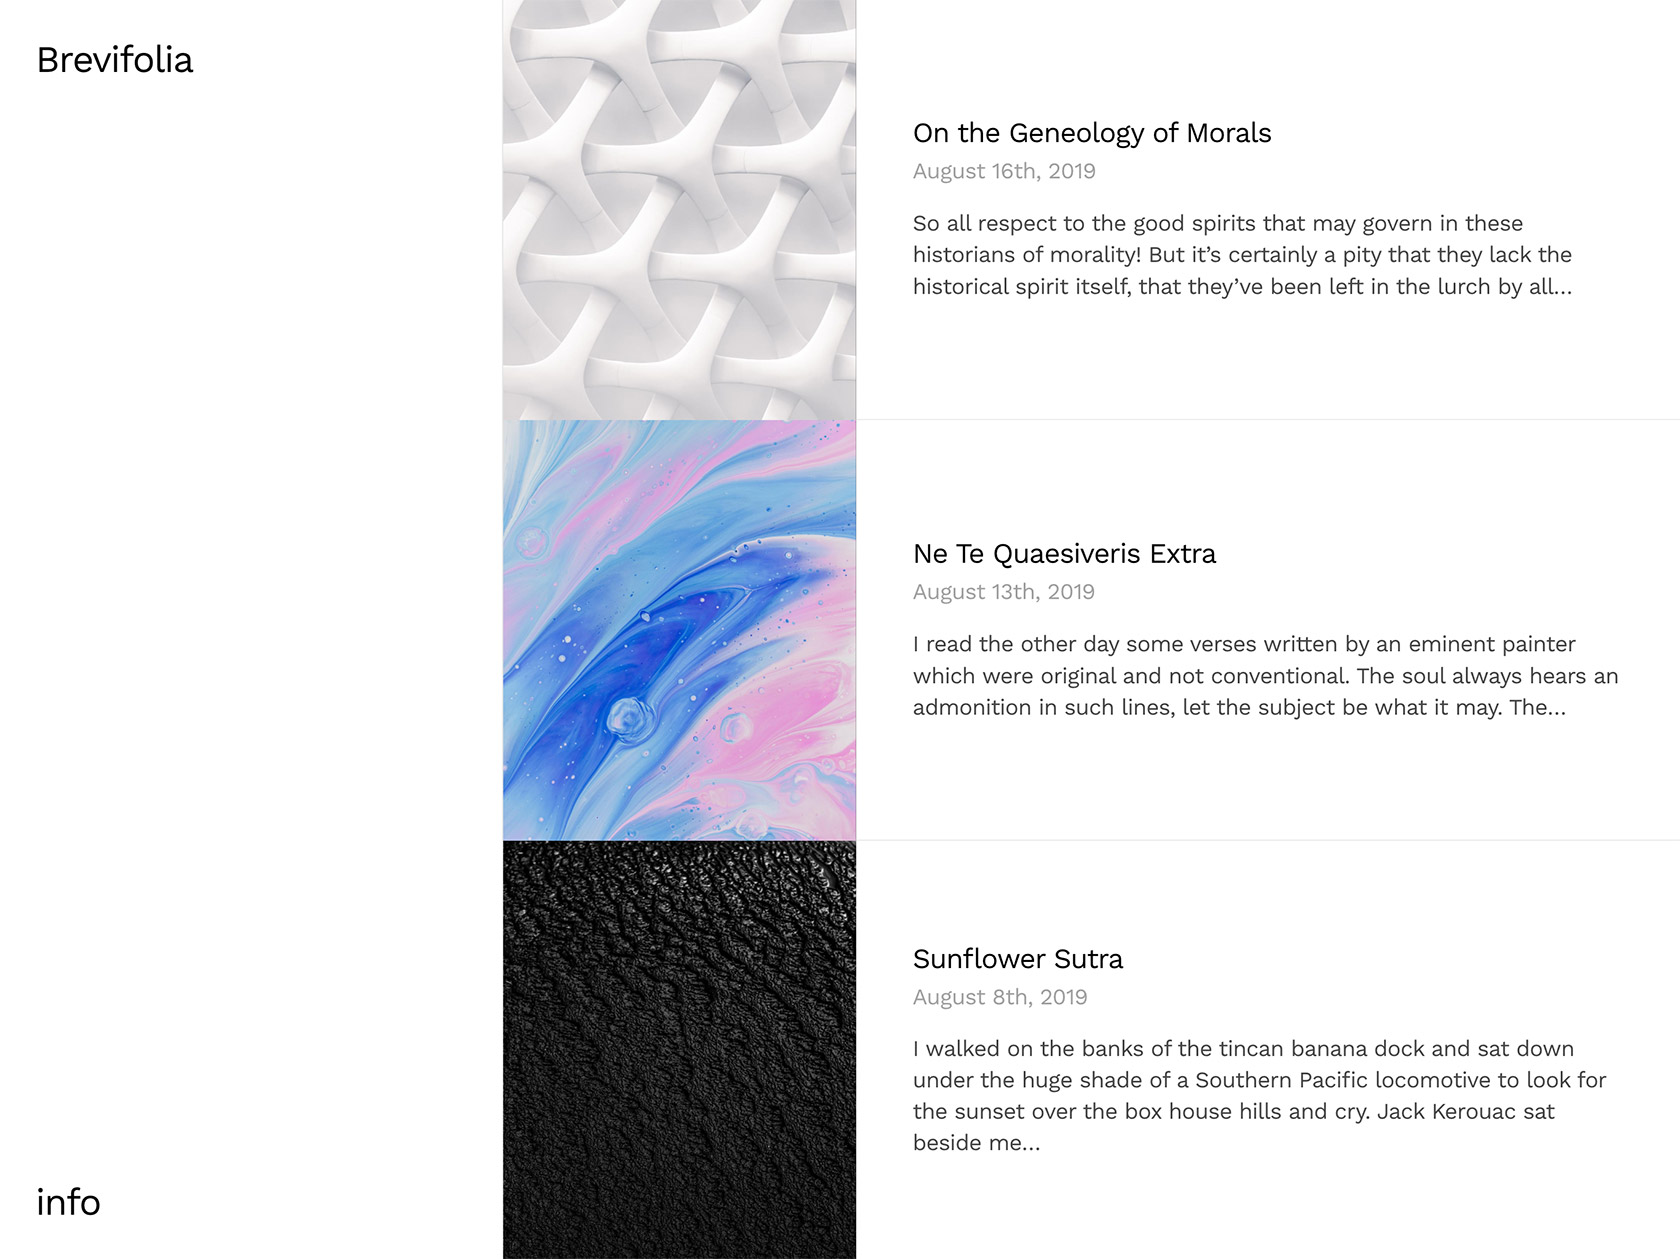 Brevifolia
On the Geneology of Morals
August 16th, 2019
So all respect to the good spirits that may govern in these
historians of morality! But it’s certainly a pity that they lack the
historical spirit itself, that they’ve been left in the lurch by all…
Ne Te Quaesiveris Extra
August 13th, 2019
I read the other day some verses written by an eminent painter
which were original and not conventional. The soul always hears an
admonition in such lines, let the subject be what it may. The…
Sunflower Sutra
August 8th, 2019
I walked on the banks of the tincan banana dock and sat down
under the huge shade of a Southern Pacific locomotive to look for
the sunset over the box house hills and cry. Jack Kerouac sat
beside me…
info